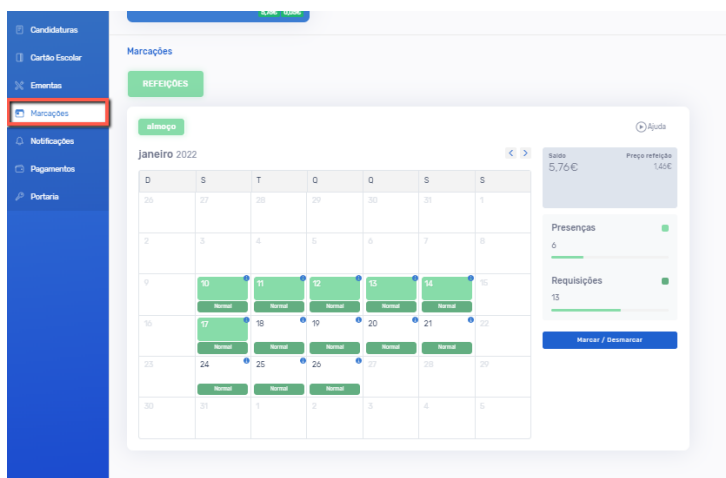 Candidaturas
Cartão Escolar
Ementas
Marcações
Notificações
Pagamentos
Portaria
Marcações
REFEIÇÕES
almoço
Ajuda
janeiro 2022
< >
D S T Q Q S S
26 27 28 29 30 31 1
2 3 4 5 6 7 8
9 10 11 12 13 14 15
Normal Normal Normal Normal Normal
16 17 18 19 20 21 22
Normal Normal Normal Normal Normal
23 24 25 26 27 28 29
Normal Normal Normal
30 31 1 2 3 4 5
Saldo Preço refeição
5,76€ 1,46€
Presenças
6
Requisições
13
Marcar / Desmarcar